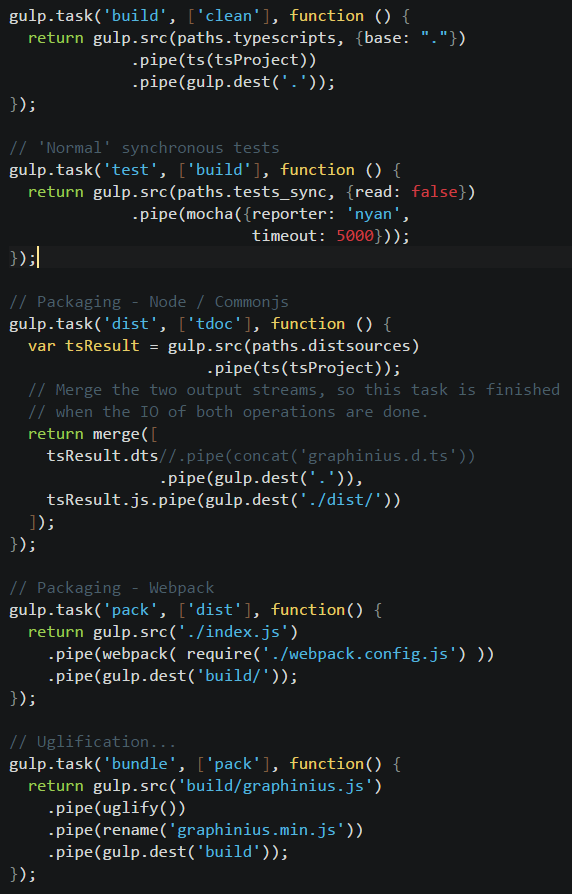 gulp.task('build', ['clean'], function () {
  return gulp.src(paths.typescripts, {base: "."})
             .pipe(ts(tsProject))
             .pipe(gulp.dest('.'));
});

// 'Normal' synchronous tests
gulp.task('test', ['build'], function () {
  return gulp.src(paths.tests_sync, {read: false})
             .pipe(mocha({reporter: 'nyan',
                          timeout: 5000}));
});

// Packaging - Node / Commonjs
gulp.task('dist', ['tdoc'], function () {
  var tsResult = gulp.src(paths.distsources)
                     .pipe(ts(tsProject));
  // Merge the two output streams, so this task is finished
  // when the IO of both operations are done.
  return merge([
    tsResult.dts//.pipe(concat('graphinius.d.ts'))
                .pipe(gulp.dest('.')),
    tsResult.js.pipe(gulp.dest('./dist/'))
  ]);
});

// Packaging - Webpack
gulp.task('pack', ['dist'], function() {
  return gulp.src('./index.js')
    .pipe(webpack( require('./webpack.config.js') ))
    .pipe(gulp.dest('build/'));
});

// Uglification...
gulp.task('bundle', ['pack'], function() {
  return gulp.src('build/graphinius.js')
    .pipe(uglify())
    .pipe(rename('graphinius.min.js'))
    .pipe(gulp.dest('build'));
});